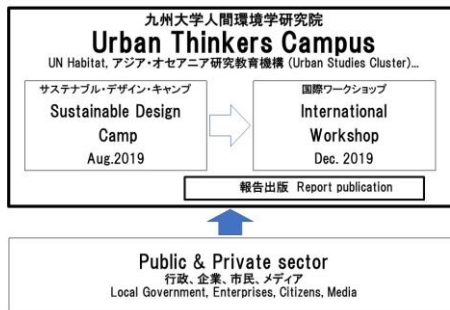 九州大学人間環境学研究院
Urban Thinkers Campus
UN Habitat, アジア・オセアニア研究教育機構 (Urban Studies Cluster)...
サステナブル・デザイン・キャンプ
Sustainable Design
Camp
Aug.2019
国際ワークショップ
International
Workshop
Dec. 2019
報告出版 Report publication
Public & Private sector
行政、企業、市民、メディア
Local Government, Enterprises, Citizens, Media